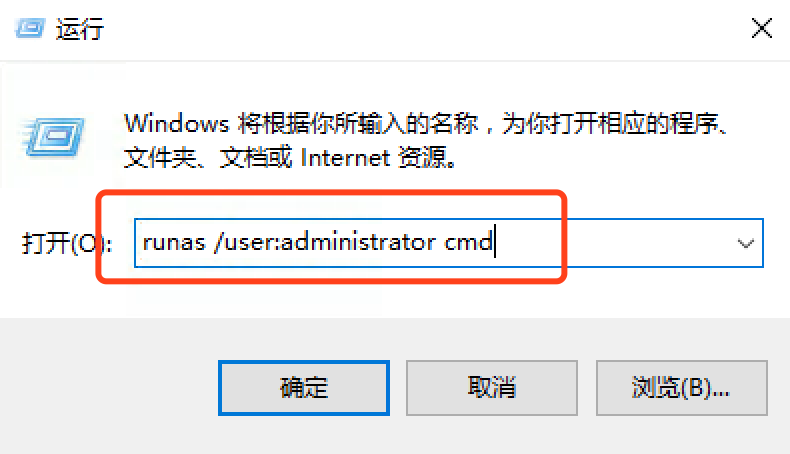 运行
Windows 将根据你所输入的名称，为你打开相应的程序、
文件夹、文档或 Internet 资源。
打开(O): runas /user:administrator cmd
确定 取消 浏览(B)...